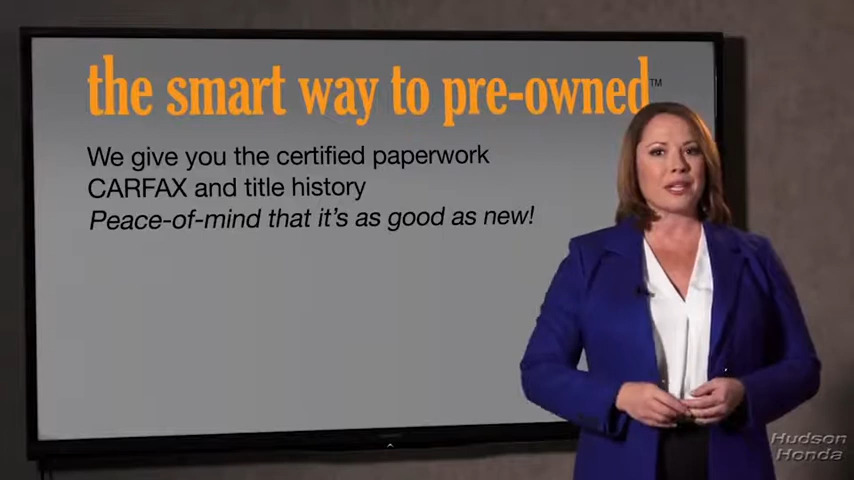 the smart way to pre-owned™
We give you the certified paperwork
CARFAX and title history
Peace-of-mind that it's as good as new!
Hudson
Honda